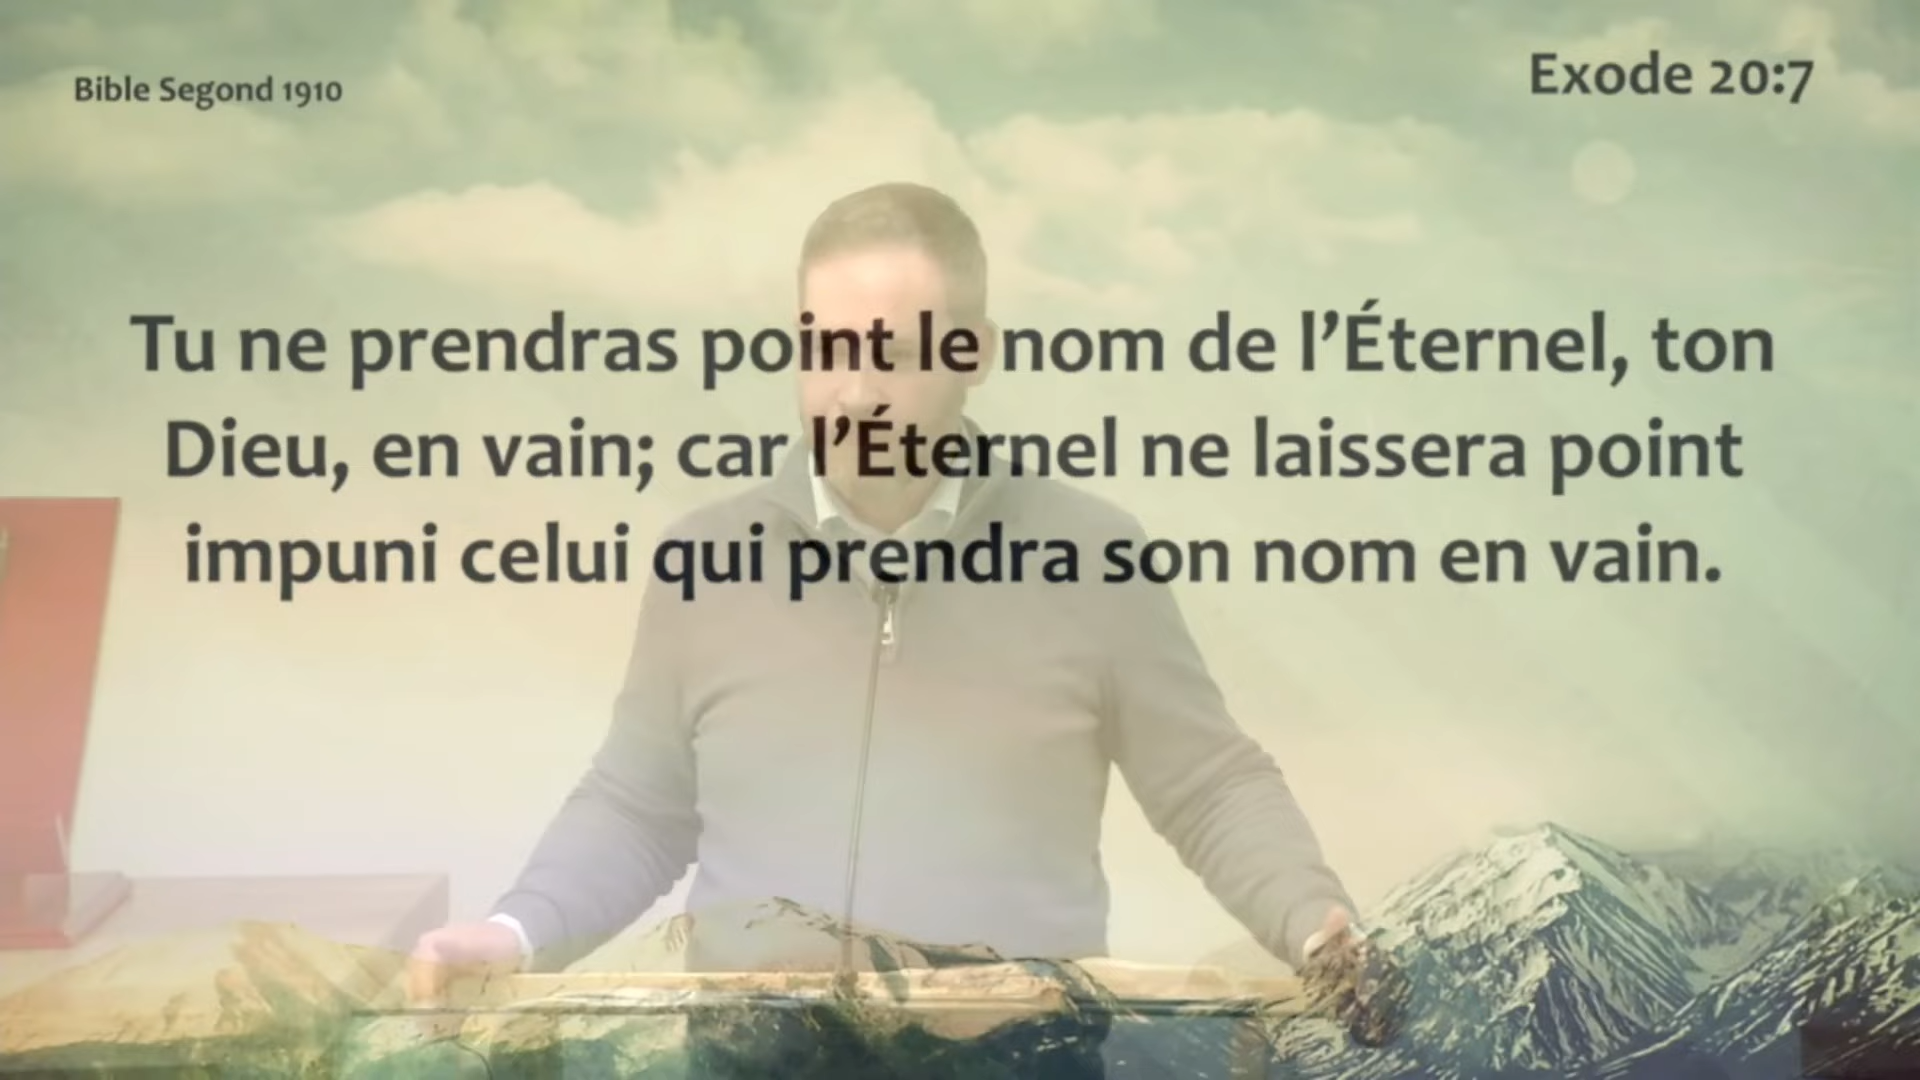 Bible Segond 1910
Exode 20:7
Tu ne prendras point le nom de l’Éternel, ton
Dieu, en vain; car l’Éternel ne laissera point
impuni celui qui prendra son nom en vain.